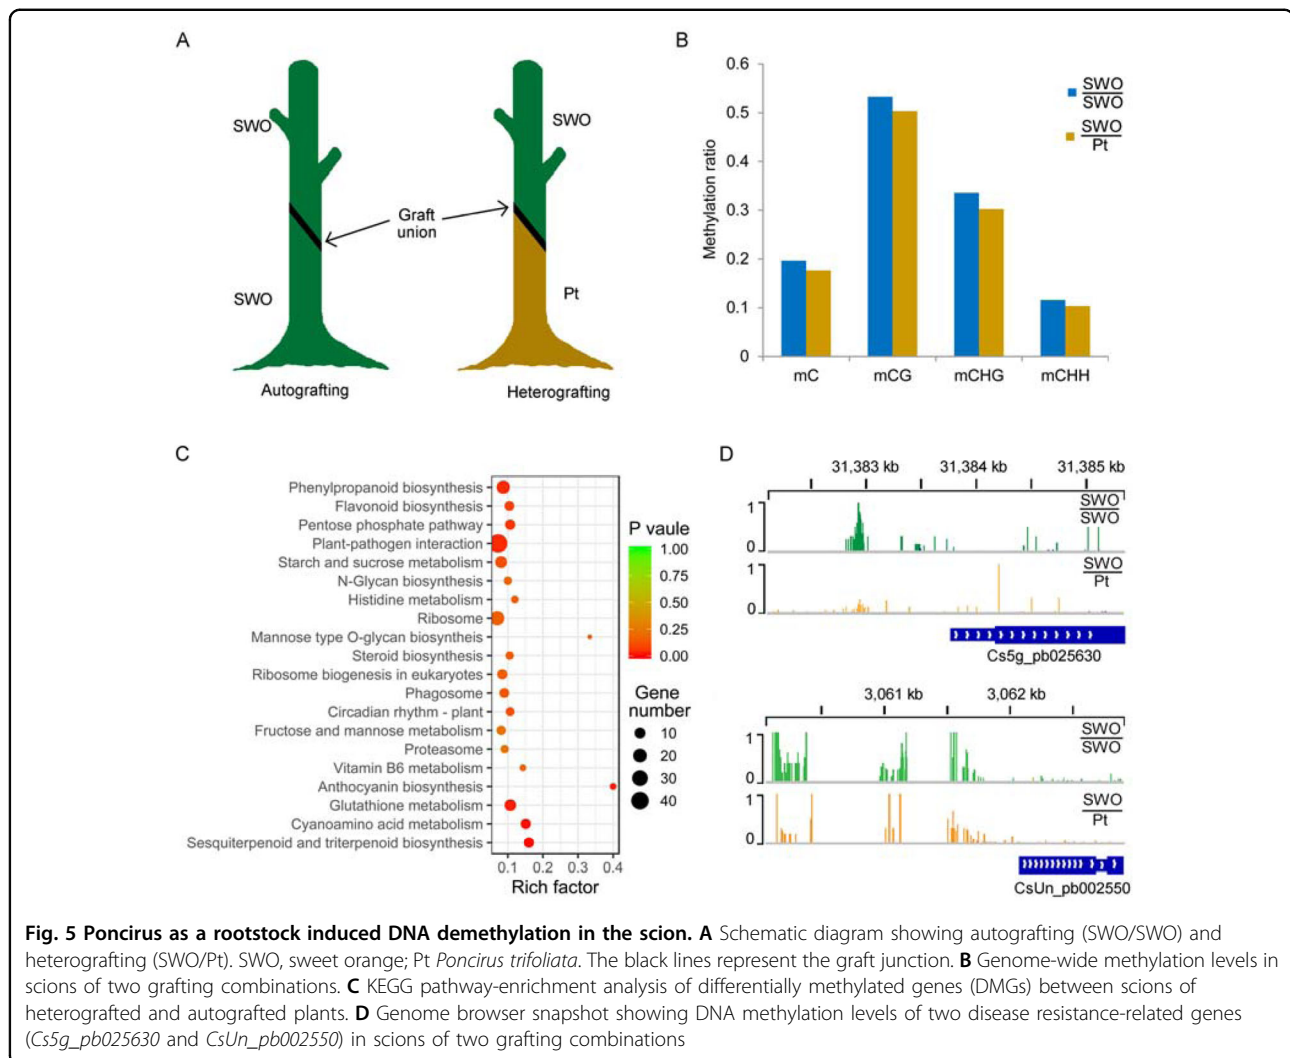 A
SWO
SWO
Graft
union
SWO
Pt
Autografting
Heterografting
B
0.6
0.5
0.4
0.3
0.2
0.1
0
Methylation ratio
SWO
SWO
SWO
Pt
mC
mCG
mCHG
mCHH
C
Phenylpropanoid biosynthesis
Flavonoid biosynthesis
Pentose phosphate pathway
Plant-pathogen interaction
Starch and sucrose metabolism
N-Glycan biosynthesis
Histidine metabolism
Ribosome
Mannose type O-glycan biosyntheis
Steroid biosynthesis
Ribosome biogenesis in eukaryotes
Phagosome
Circadian rhythm - plant
Fructose and mannose metabolism
Proteasome
Vitamin B6 metabolism
Anthocyanin biosynthesis
Glutathione metabolism
Cyanoamino acid metabolism
Sesquiterpenoid and triterpenoid biosynthesis
0.1 0.2 0.3 0.4
Rich factor
P vaule
1.00
0.75
0.50
0.25
0.00
Gene
number
10
20
30
40
D
31,383 kb 31,384 kb 31,385 kb
1
0
SWO
SWO
1
0
SWO
Pt
Cs5g_pb025630
3,061 kb 3,062 kb
1
0
SWO
SWO
1
0
SWO
Pt
CsUn_pb002550
Fig. 5 Poncirus as a rootstock induced DNA demethylation in the scion. A Schematic diagram showing autografting (SWO/SWO) and
heterografting (SWO/Pt). SWO, sweet orange; Pt Poncirus trifoliata. The black lines represent the graft junction. B Genome-wide methylation levels in
scions of two grafting combinations. C KEGG pathway-enrichment analysis of differentially methylated genes (DMGs) between scions of
heterografted and autografted plants. D Genome browser snapshot showing DNA methylation levels of two disease resistance-related genes
(Cs5g_pb025630 and CsUn_pb002550) in scions of two grafting combinations